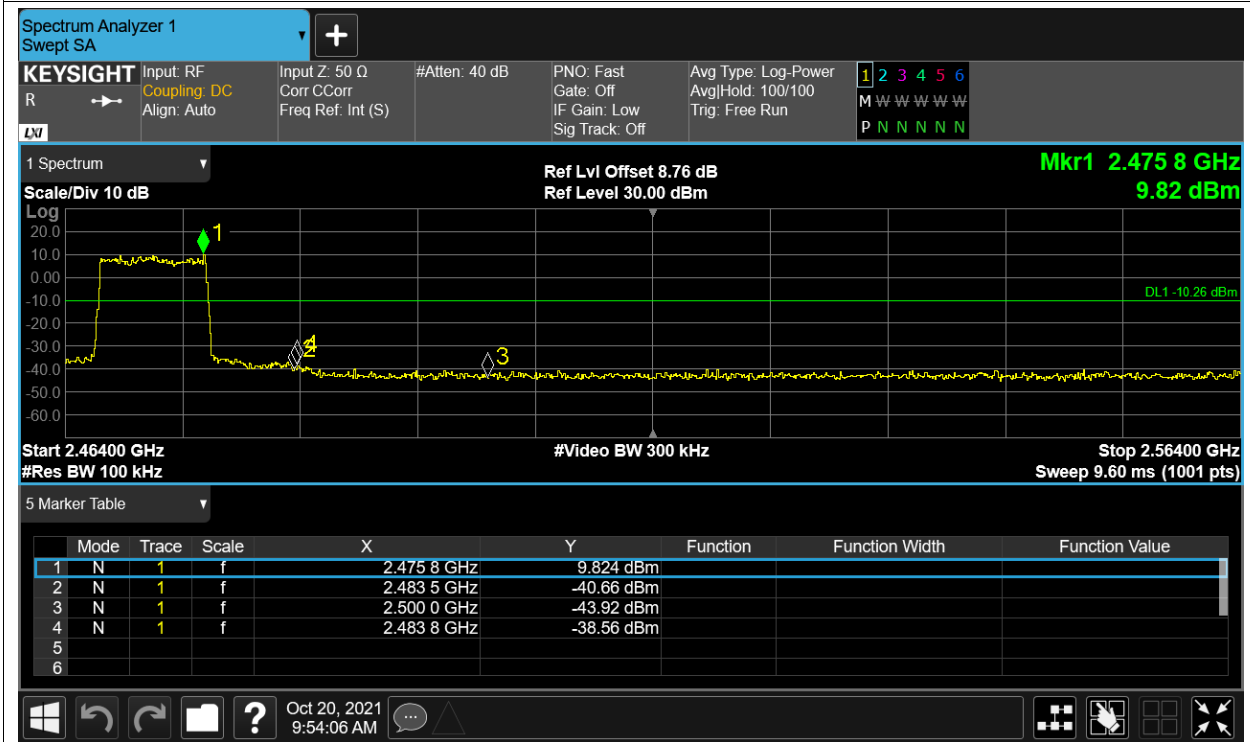 Spectrum Analyzer 1
Swept SA
KEYSIGHT Input: RF Input Z: 50 Ω #Atten: 40 dB PNO: Fast Avg Type: Log-Power 1 2 3 4 5 6
R Coupling: DC Corr CCorr Gate: Off Avg|Hold: 100/100 M W W W W W
Align: Auto Freq Ref: Int (S) IF Gain: Low Trig: Free Run
LXI Sig Track: Off P N N N N N
1 Spectrum Ref Lvl Offset 8.76 dB Mkr1 2.475 8 GHz
Scale/Div 10 dB Ref Level 30.00 dBm 9.82 dBm
Log
20.0 1
10.0
0.00
-10.0 DL1 -10.26 dBm
-20.0
-30.0 4 2 3
-40.0
-50.0
-60.0
Start 2.46400 GHz #Video BW 300 kHz Stop 2.56400 GHz
#Res BW 100 kHz Sweep 9.60 ms (1001 pts)
5 Marker Table
Mode Trace Scale X Y Function Function Width Function Value
1 N 1 f 2.475 8 GHz 9.824 dBm
2 N 1 f 2.483 5 GHz -40.66 dBm
3 N 1 f 2.500 0 GHz -43.92 dBm
4 N 1 f 2.483 8 GHz -38.56 dBm
5
6
? Oct 20, 2021
9:54:06 AM